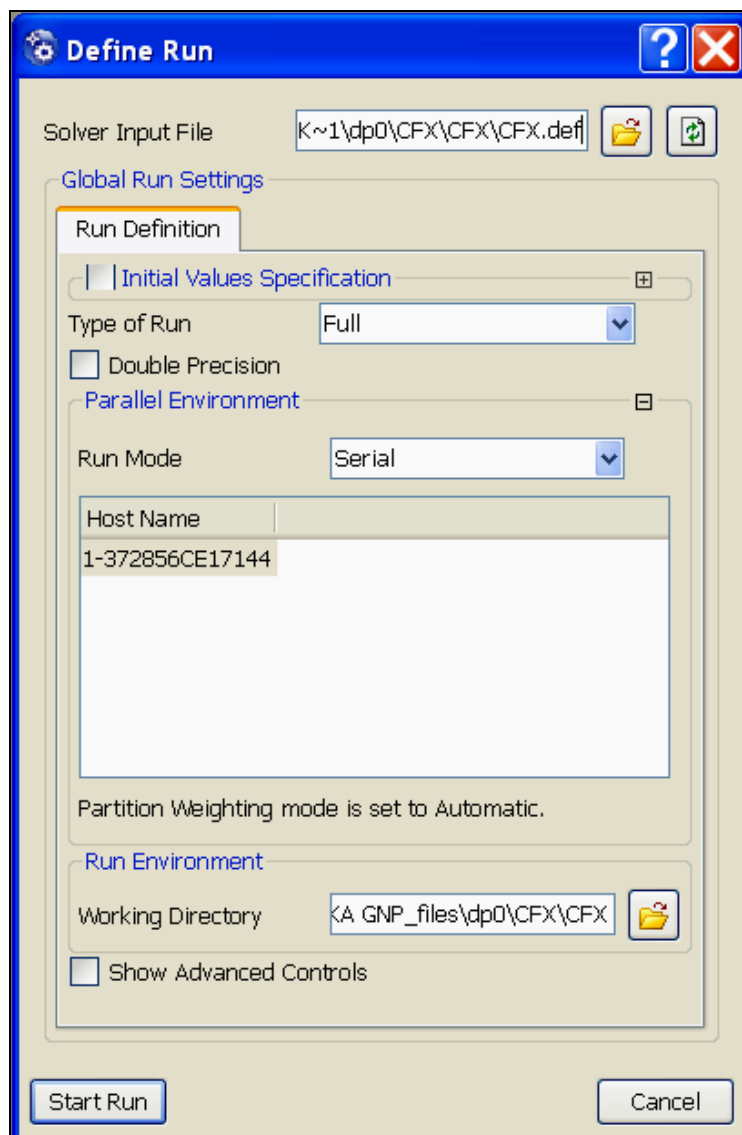 Define Run
Solver Input File K~1\dp0\CFX\CFX\CFX.def
Global Run Settings
Run Definition
Initial Values Specification
Type of Run Full
Double Precision
Parallel Environment
Run Mode Serial
Host Name
1-372856CE17144
Partition Weighting mode is set to Automatic.
Run Environment
Working Directory KA GNP_files\dp0\CFX\CFX
Show Advanced Controls
Start Run Cancel